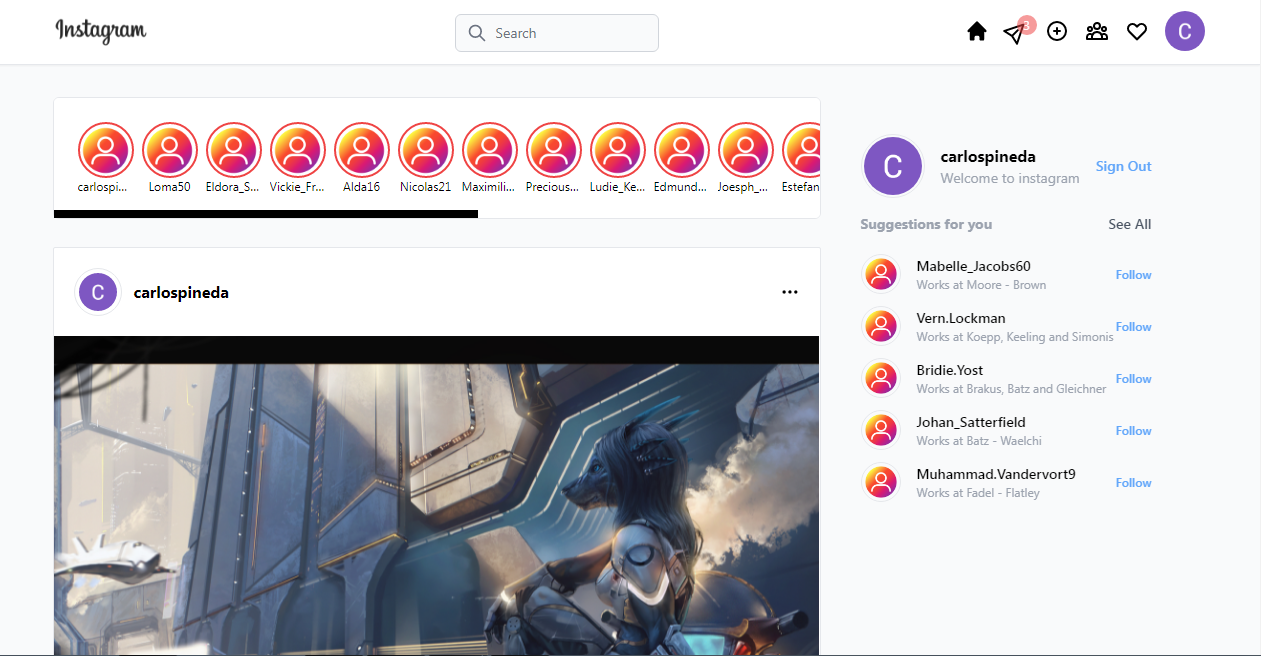 Instagram
Search
3
C
carlospi...
Loma50
Eldora_S...
Vickie_Fr...
Alda16
Nicolas21
Maximili...
Precious...
Ludie_Ke...
Edmund...
Joesph_...
Estefan
C
carlospineda
Welcome to instagram
Sign Out
Suggestions for you
See All
Mabelle_Jacobs60
Works at Moore - Brown
Follow
Vern.Lockman
Works at Koepp, Keeling and Simonis
Follow
Bridie.Yost
Works at Brakus, Batz and Gleichner
Follow
Johan_Satterfield
Works at Batz - Waelchi
Follow
Muhammad.Vandervort9
Works at Fadel - Flatley
Follow
C
carlospineda